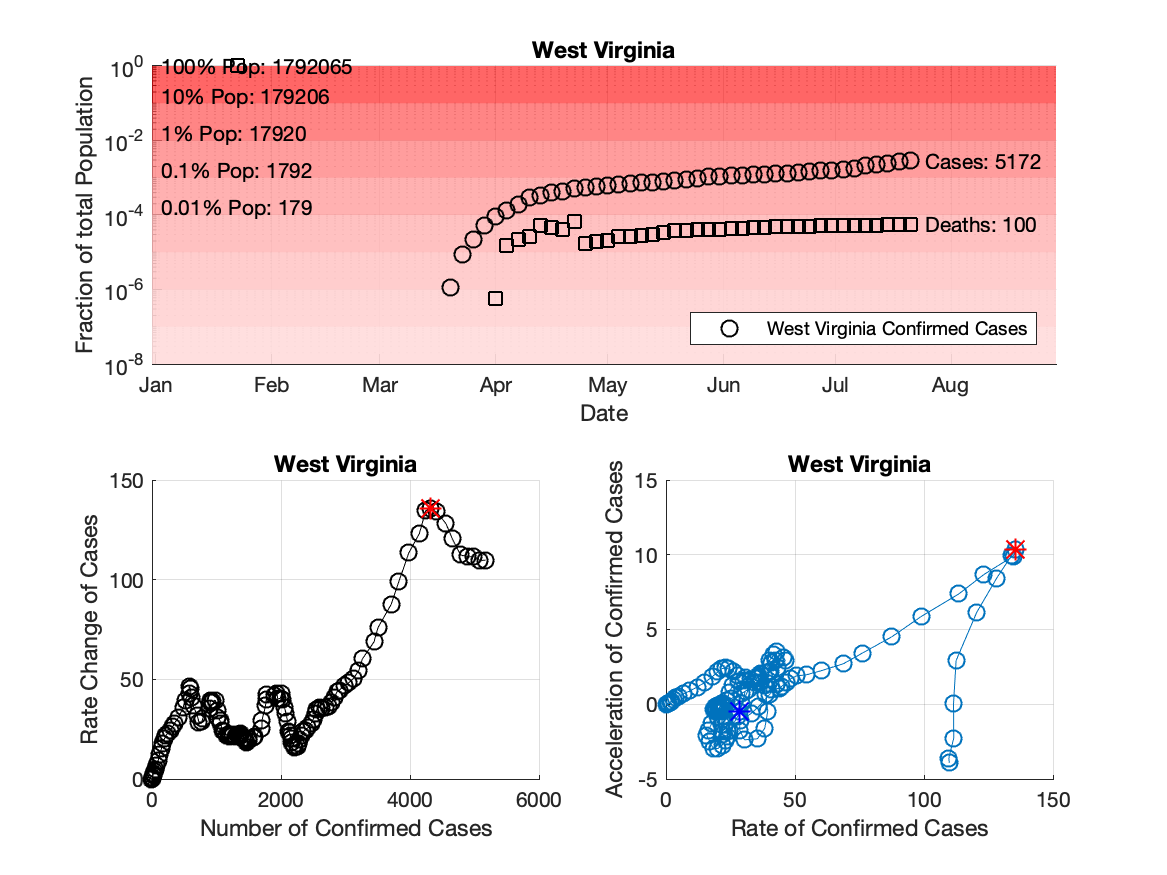 West Virginia
Fraction of total Population
10^0
10^-2
10^-4
10^-6
10^-8
100% Pop: 1792065
10% Pop: 179206
1% Pop: 17920
0.1% Pop: 1792
0.01% Pop: 179
Cases: 5172
Deaths: 100
West Virginia Confirmed Cases
Jan Feb Mar Apr May Jun Jul Aug
Date
West Virginia
Rate Change of Cases
150
100
50
0
0 2000 4000 6000
Number of Confirmed Cases
West Virginia
Acceleration of Confirmed Cases
15
10
5
0
-5
0 50 100 150
Rate of Confirmed Cases